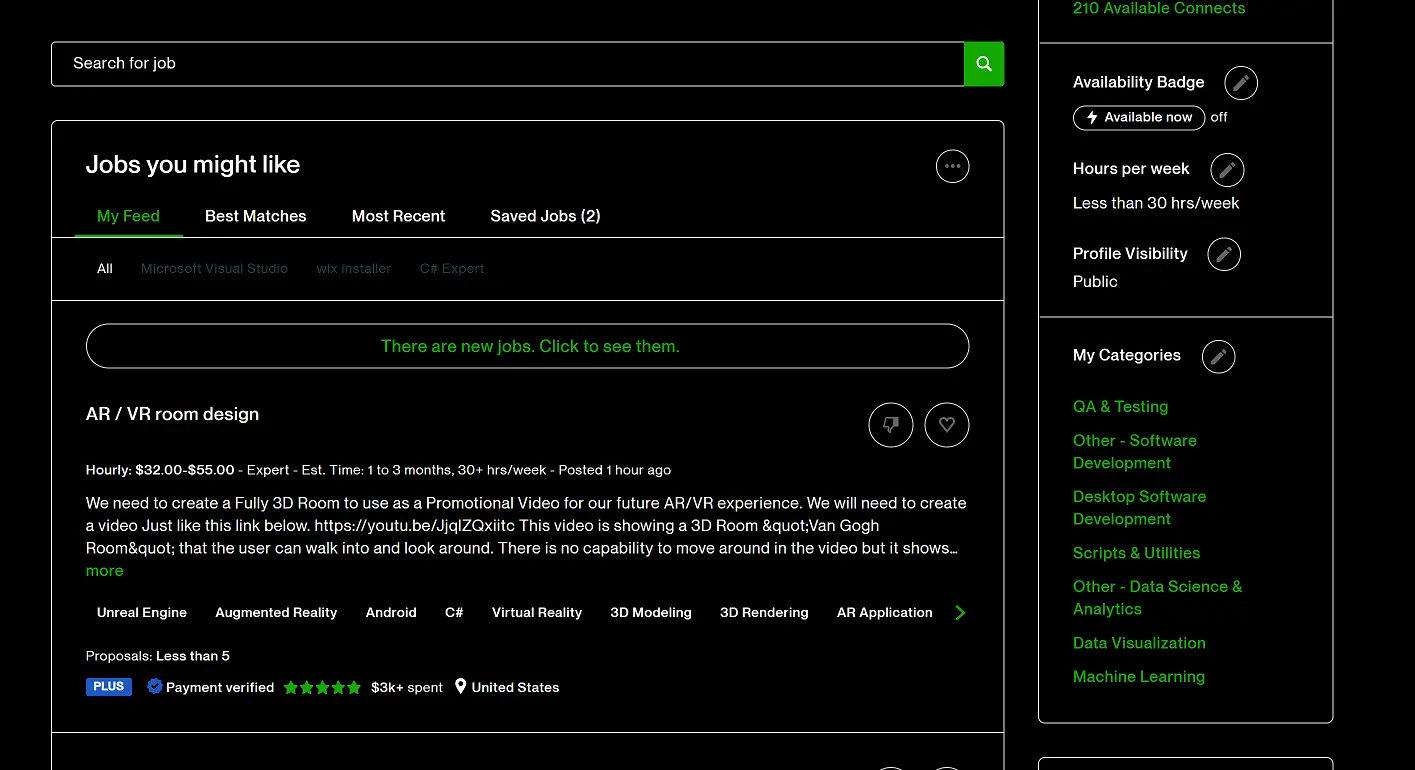 210 Available Connects
Search for job
Jobs you might like
My Feed Best Matches Most Recent Saved Jobs (2)
All Microsoft Visual Studio wix installer C# Expert
There are new jobs. Click to see them.
AR / VR room design
Hourly: $32.00-$55.00 - Expert - Est. Time: 1 to 3 months, 30+ hrs/week - Posted 1 hour ago
We need to create a Fully 3D Room to use as a Promotional Video for our future AR/VR experience. We will need to create
a video Just like this link below. https://youtu.be/JjqlZQxiitc This video is showing a 3D Room &quot;Van Gogh
Room&quot; that the user can walk into and look around. There is no capability to move around in the video but it shows…
more
Unreal Engine Augmented Reality Android C# Virtual Reality 3D Modeling 3D Rendering AR Application
Proposals: Less than 5
PLUS Payment verified $3k+ spent United States
Availability Badge
Available now off
Hours per week
Less than 30 hrs/week
Profile Visibility
Public
My Categories
QA & Testing
Other - Software
Development
Desktop Software
Development
Scripts & Utilities
Other - Data Science &
Analytics
Data Visualization
Machine Learning